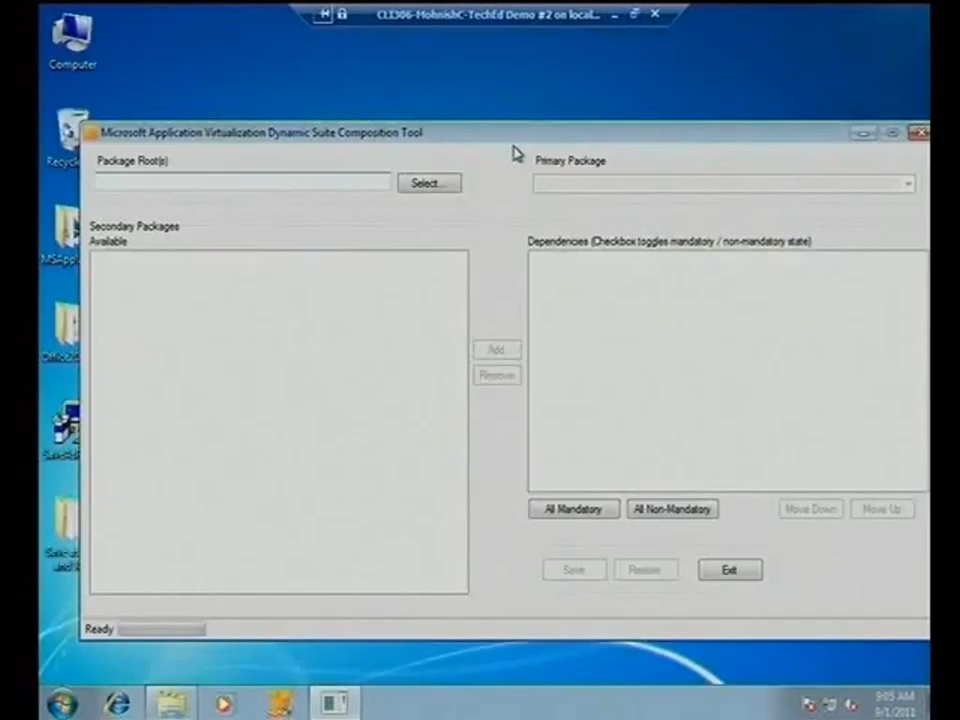 CLI306-MohnishC-TechEd Demo #2 on local...
Computer
Microsoft Application Virtualization Dynamic Suite Composition Tool
Package Root(s)
Primary Package
Select...
Secondary Packages
Available
Dependencies (Checkbox toggles mandatory / non-mandatory state)
Add
Remove
All Mandatory
All Non-Mandatory
Move Down
Move Up
Save
Exit
Ready
9:05 AM
9/1/2011